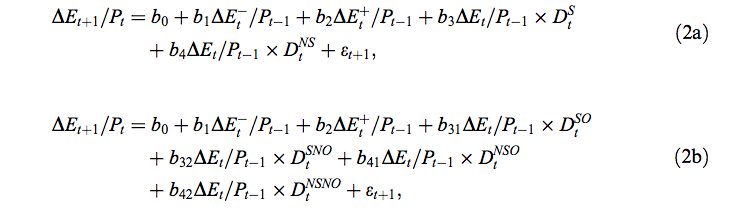 ΔE_{t+1}/P_t = b_0 + b_1ΔE_t^−/P_{t−1} + b_2ΔE_t^+/P_{t−1} + b_3ΔE_t/P_{t−1} × D_t^S
+ b_4ΔE_t/P_{t−1} × D_t^{NS} + ε_{t+1}, (2a)
ΔE_{t+1}/P_t = b_0 + b_1ΔE_t^−/P_{t−1} + b_2ΔE_t^+/P_{t−1} + b_{31}ΔE_t/P_{t−1} × D_t^{SO}
+ b_{32}ΔE_t/P_{t−1} × D_t^{SNO} + b_{41}ΔE_t/P_{t−1} × D_t^{NSO} (2b)
+ b_{42}ΔE_t/P_{t−1} × D_t^{NSNO} + ε_{t+1},